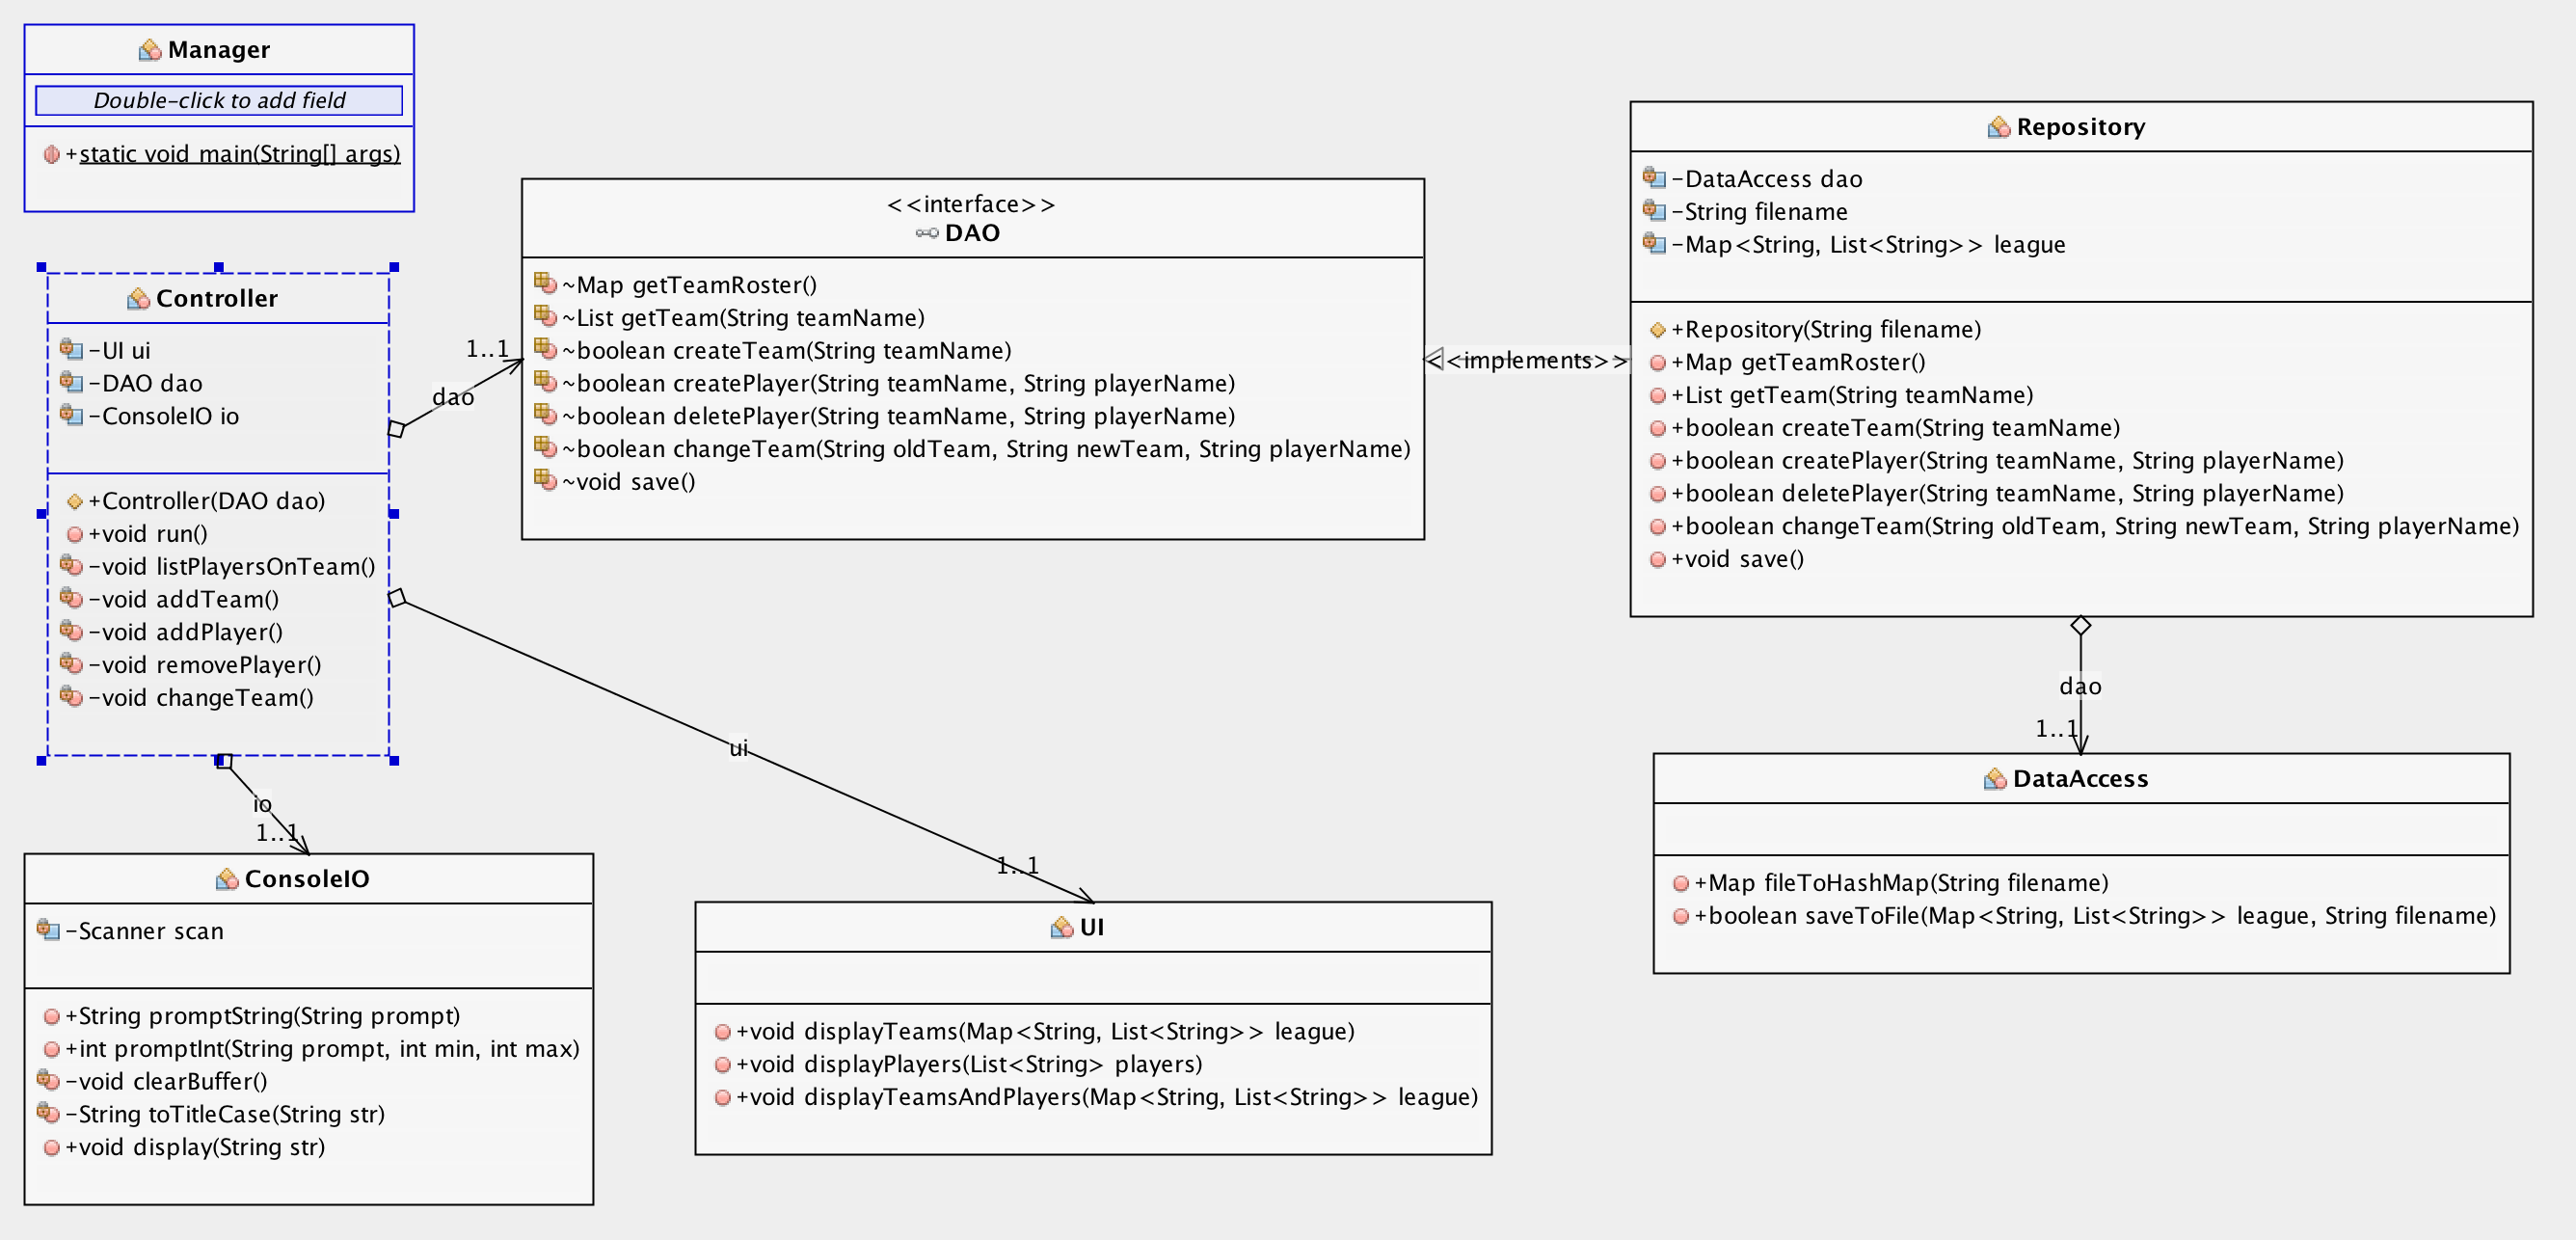 Manager
Double-click to add field
+static void main(String[] args)
Controller
-UI ui
-DAO dao
-ConsoleIO io
+Controller(DAO dao)
+void run()
-void listPlayersOnTeam()
-void addTeam()
-void addPlayer()
-void removePlayer()
-void changeTeam()
1..1
dao
<<interface>>
DAO
~Map getTeamRoster()
~List getTeam(String teamName)
~boolean createTeam(String teamName)
~boolean createPlayer(String teamName, String playerName)
~boolean deletePlayer(String teamName, String playerName)
~boolean changeTeam(String oldTeam, String newTeam, String playerName)
~void save()
<<implements>>
Repository
-DataAccess dao
-String filename
-Map<String, List<String>> league
+Repository(String filename)
+Map getTeamRoster()
+List getTeam(String teamName)
+boolean createTeam(String teamName)
+boolean createPlayer(String teamName, String playerName)
+boolean deletePlayer(String teamName, String playerName)
+boolean changeTeam(String oldTeam, String newTeam, String playerName)
+void save()
dao
1..1
DataAccess
+Map fileToHashMap(String filename)
+boolean saveToFile(Map<String, List<String>> league, String filename)
io
1..1
ConsoleIO
-Scanner scan
+String promptString(String prompt)
+int promptInt(String prompt, int min, int max)
-void clearBuffer()
-String toTitleCase(String str)
+void display(String str)
ui
1..1
UI
+void displayTeams(Map<String, List<String>> league)
+void displayPlayers(List<String> players)
+void displayTeamsAndPlayers(Map<String, List<String>> league)